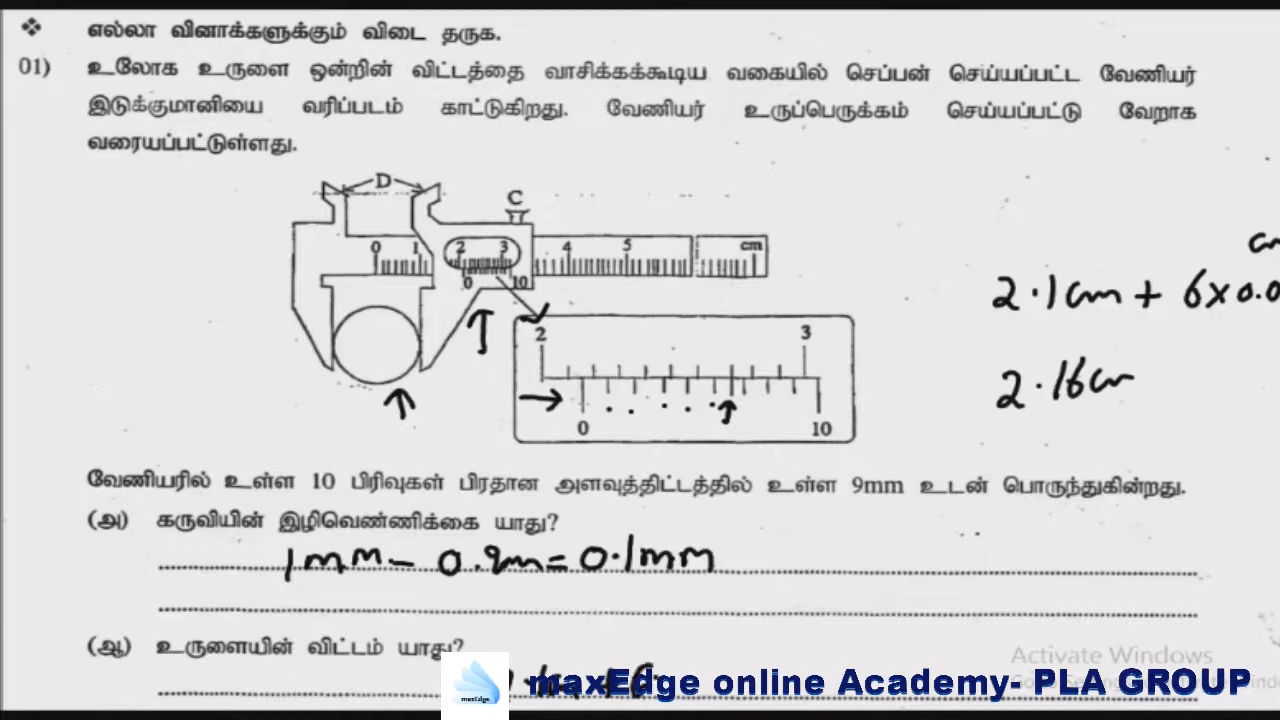 ❖ எல்லா வினாக்களுக்கும் விடை தருக.
01) உலோக உருளை ஒன்றின் விட்டத்தை வாசிக்கக்கூடிய வகையில் செப்பன் செய்யப்பட்ட வேணியர்
இடுக்குமானியை வரிப்படம் காட்டுகிறது. வேணியர் உருப்பெருக்கம் செய்யப்பட்டு வேறாக
வரையப்பட்டுள்ளது.
D
C
0 1 2 3 4 5 cm
0 10
2 3
0 10
cm
2.1cm + 6x0.0
2.16cm
வேணியரில் உள்ள 10 பிரிவுகள் பிரதான அளவுத்திட்டத்தில் உள்ள 9mm உடன் பொருந்துகின்றது.
(அ) கருவியின் இழிவெண்ணிக்கை யாது?
1mm - 0.9m = 0.1mm
(ஆ) உருளையின் விட்டம் யாது?
Activate Windows
maxEdge
maxEdge online Academy- PLA GROUP